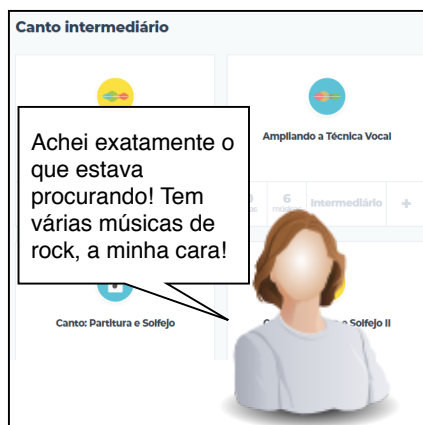 Canto intermediário
Achei exatamente o
que estava
procurando! Tem
várias músicas de
rock, a minha cara!
Ampliando a Técnica Vocal
6
músicas
Intermediário
+
Canto: Partitura e Solfejo
e Solfejo II